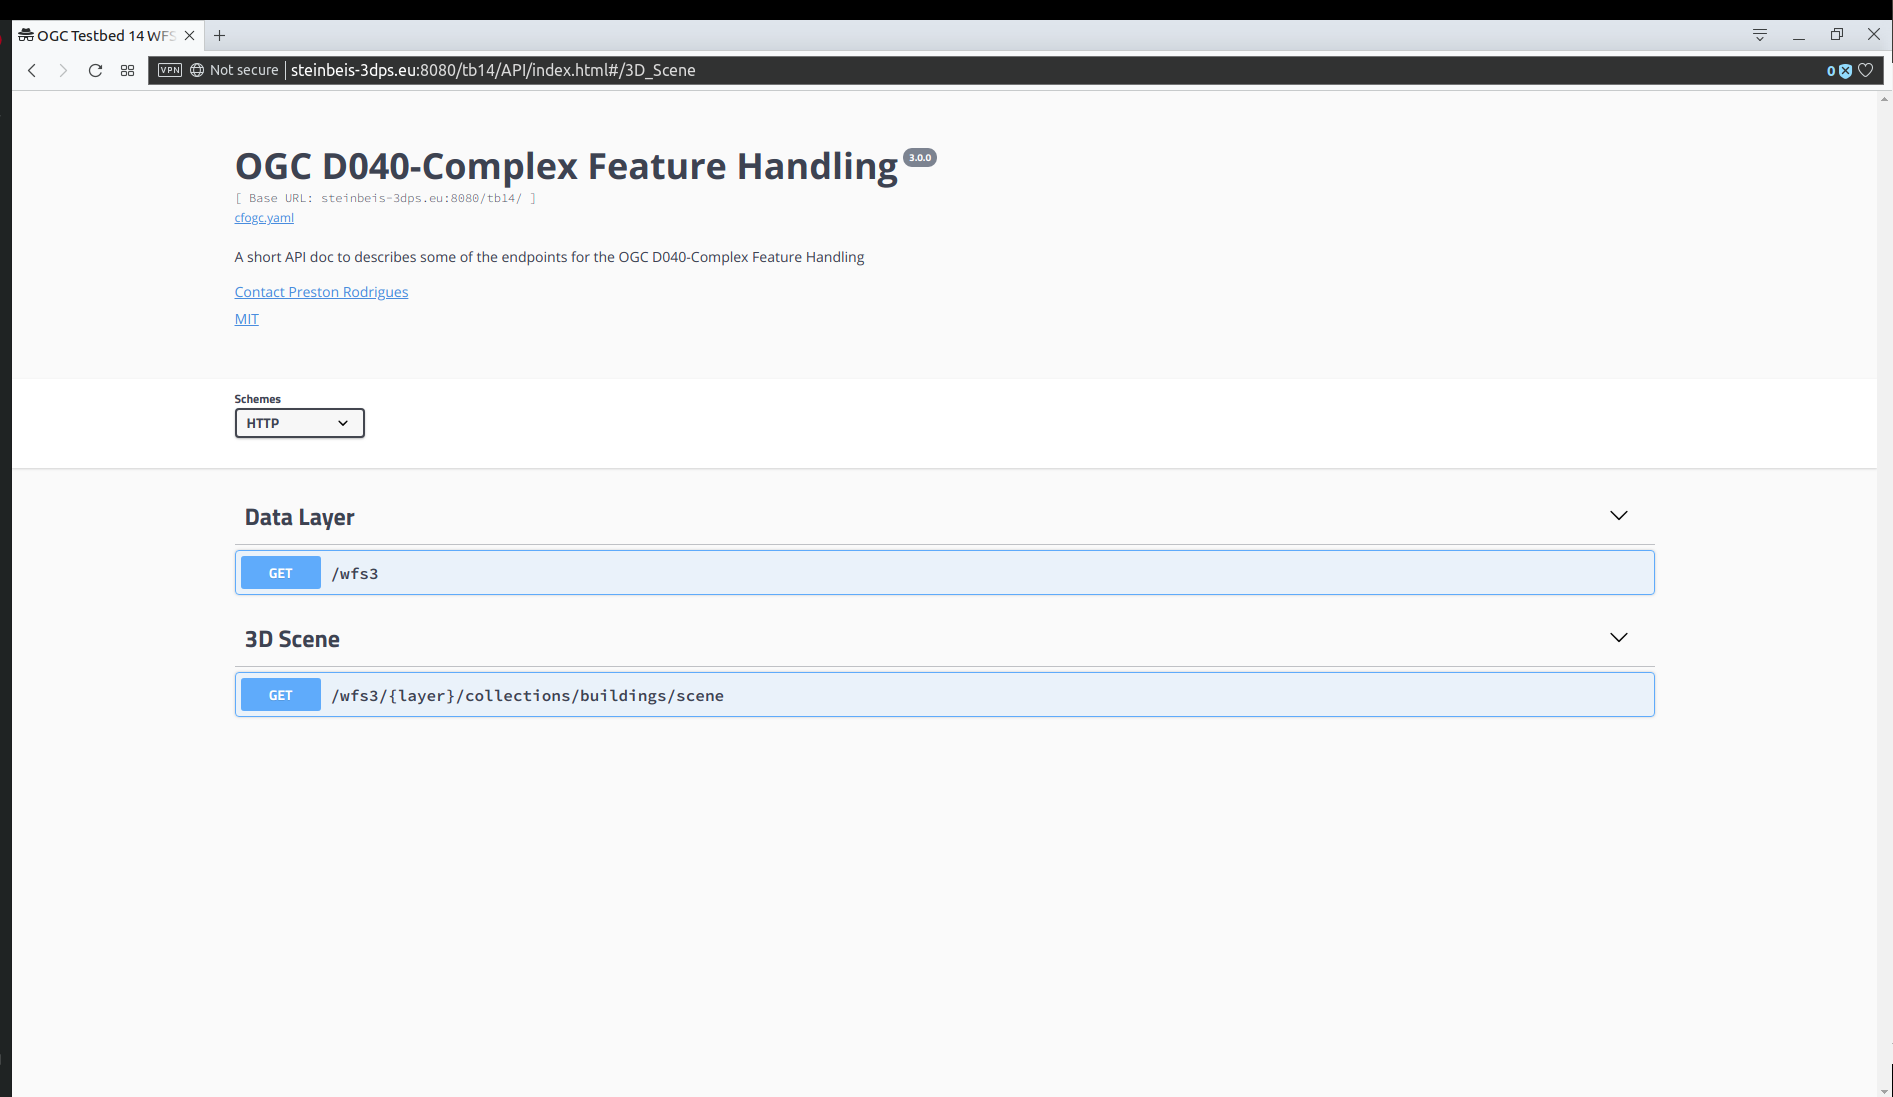 OGC Testbed 14 WFS
VPN Not secure steinbeis-3dps.eu:8080/tb14/API/index.html#/3D_Scene 0
OGC D040-Complex Feature Handling 3.0.0
[ Base URL: steinbeis-3dps.eu:8080/tb14/ ]
cfogc.yaml
A short API doc to describes some of the endpoints for the OGC D040-Complex Feature Handling
Contact Preston Rodrigues
MIT
Schemes
HTTP
Data Layer
GET /wfs3
3D Scene
GET /wfs3/{layer}/collections/buildings/scene